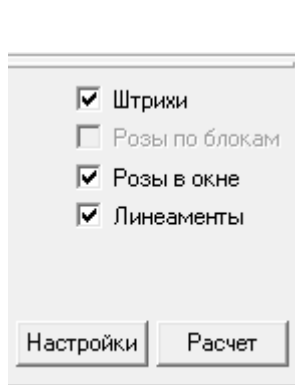 Штрихи
Розы по блокам
Розы в окне
Линеаменты
Настройки Расчет